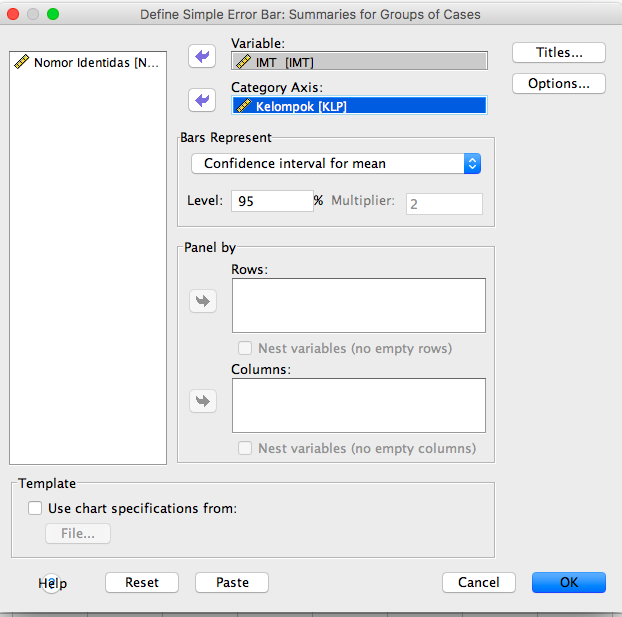 Define Simple Error Bar: Summaries for Groups of Cases
Nomor Identidas [N...
Variable:
IMT [IMT]
Category Axis:
Kelompok [KLP]
Titles...
Options...
Bars Represent
Confidence interval for mean
Level: 95 % Multiplier: 2
Panel by
Rows:
Nest variables (no empty rows)
Columns:
Nest variables (no empty columns)
Template
Use chart specifications from:
File...
Help Reset Paste Cancel OK